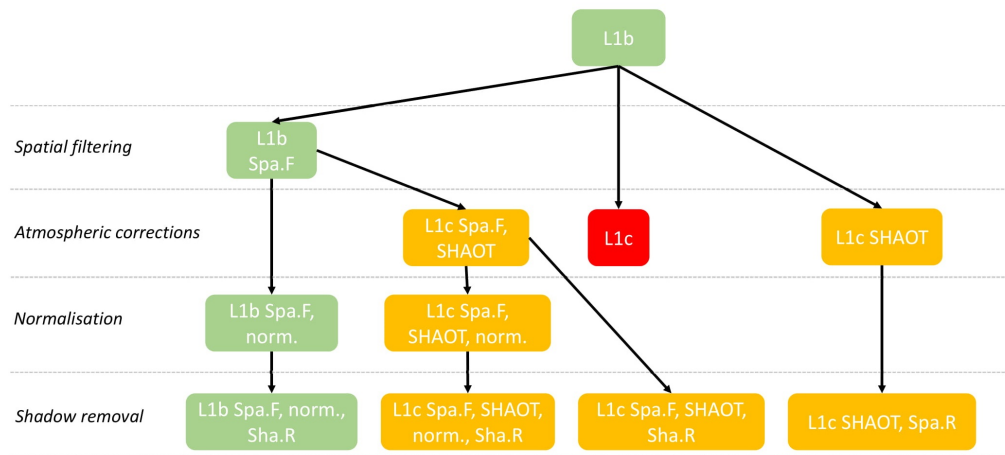 L1b
Spatial filtering
L1b
Spa.F
Atmospheric corrections
L1c Spa.F,
SHAOT
L1c
L1c SHAOT
Normalisation
L1b Spa.F,
norm.
L1c Spa.F,
SHAOT, norm.
Shadow removal
L1b Spa.F, norm.,
Sha.R
L1c Spa.F, SHAOT,
norm., Sha.R
L1c Spa.F, SHAOT,
Sha.R
L1c SHAOT, Spa.R